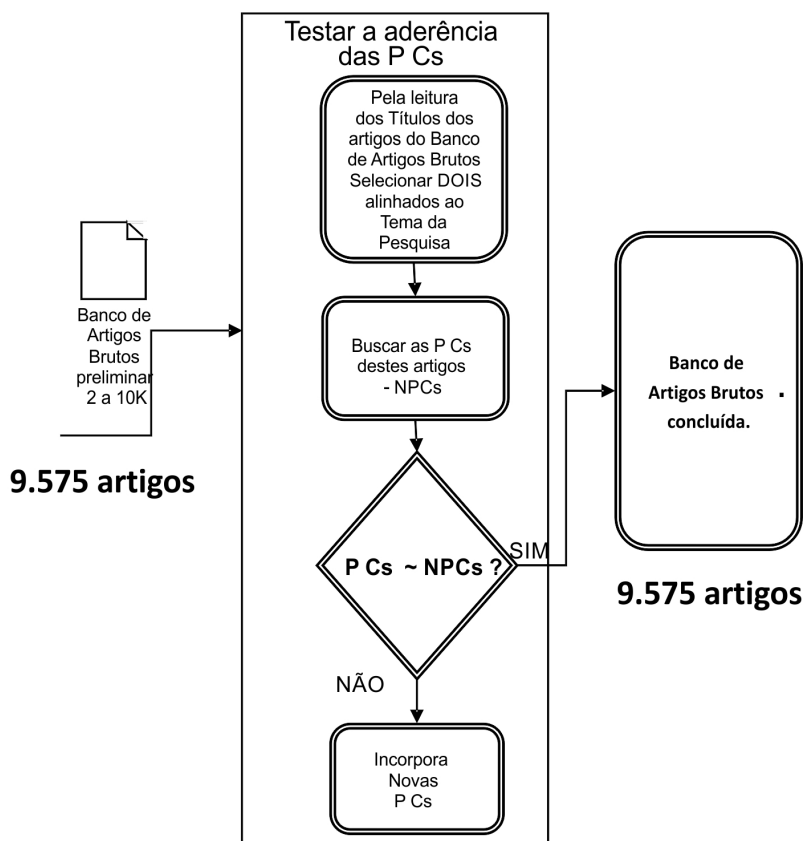 Testar a aderência
das P Cs
Pela leitura
dos Títulos dos
artigos do Banco
de Artigos Brutos
Selecionar DOIS
alinhados ao
Tema da
Pesquisa
Banco de
Artigos
Brutos
preliminar
2 a 10K
9.575 artigos
Buscar as P Cs
destes artigos
- NPCs
P Cs ~ NPCs ?
SIM
NÃO
Incorpora
Novas
P Cs
Banco de
Artigos Brutos .
concluída.
9.575 artigos